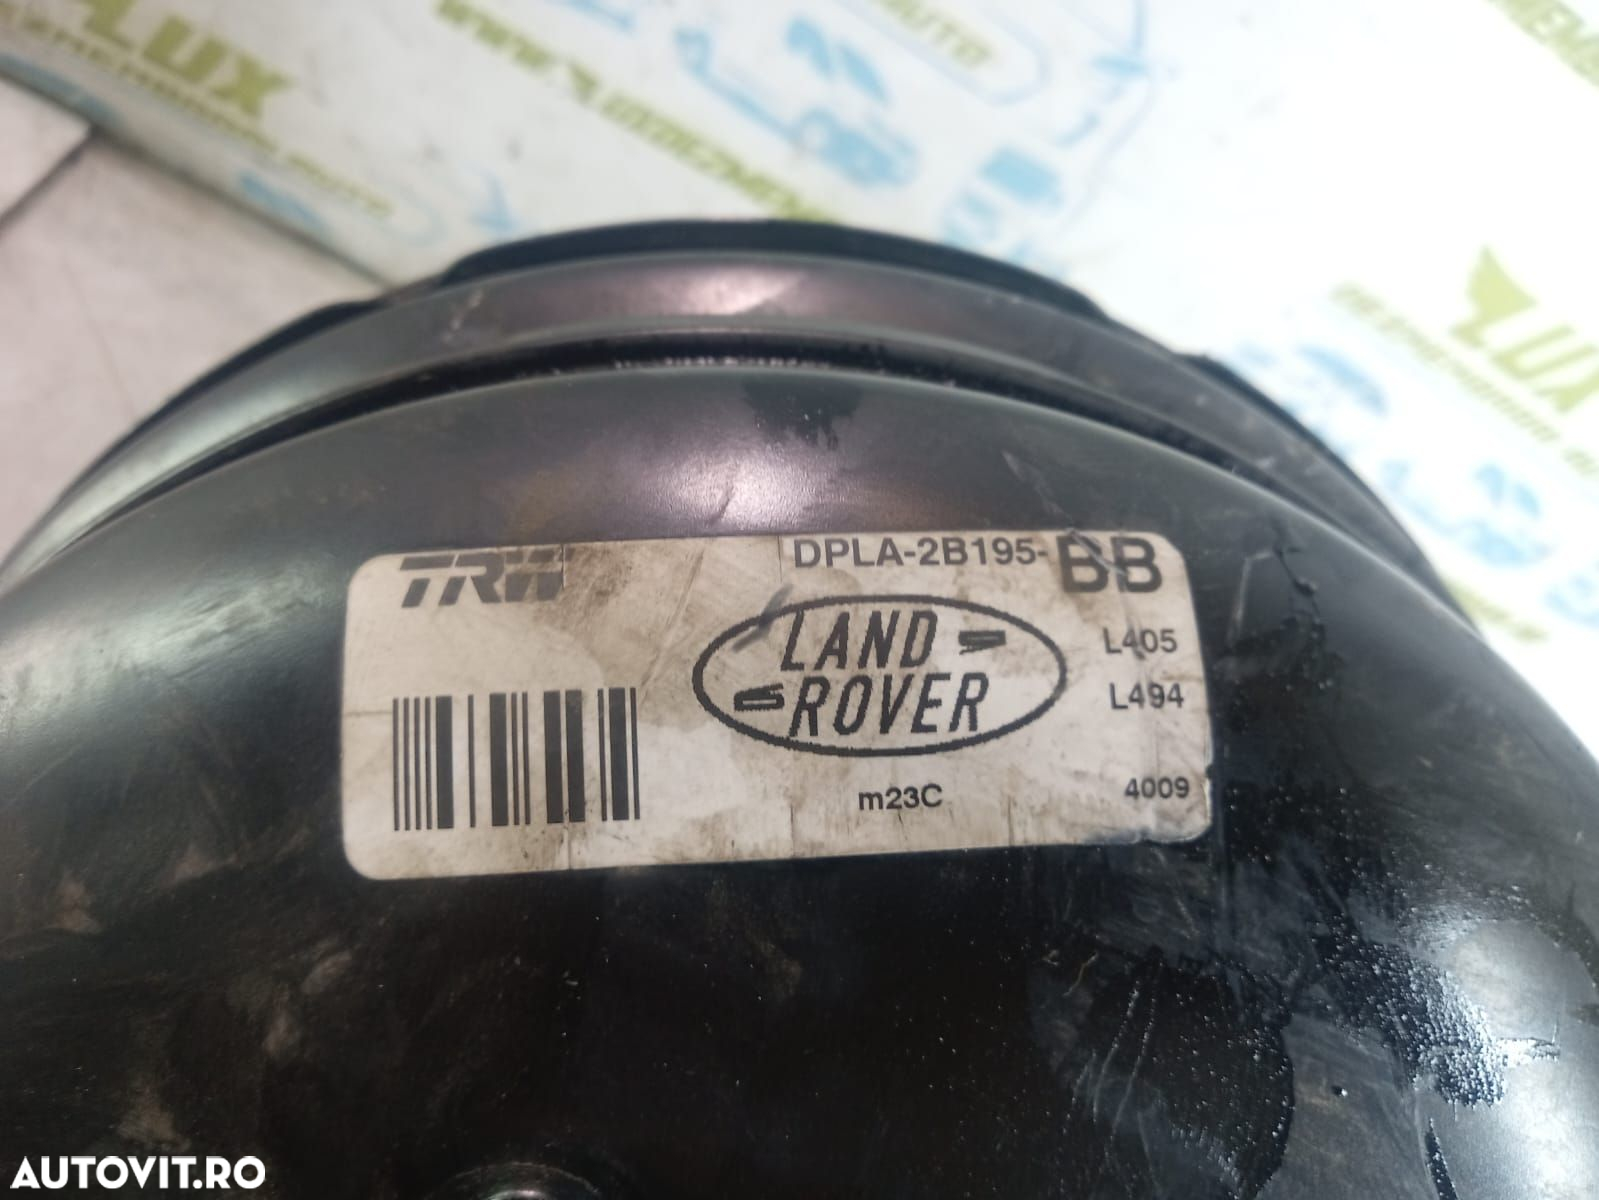 LUX
TRW
DPLA-2B195-BB
LAND
ROVER
L405
L494
m23C
4009
LUX
AUTOVIT.RO